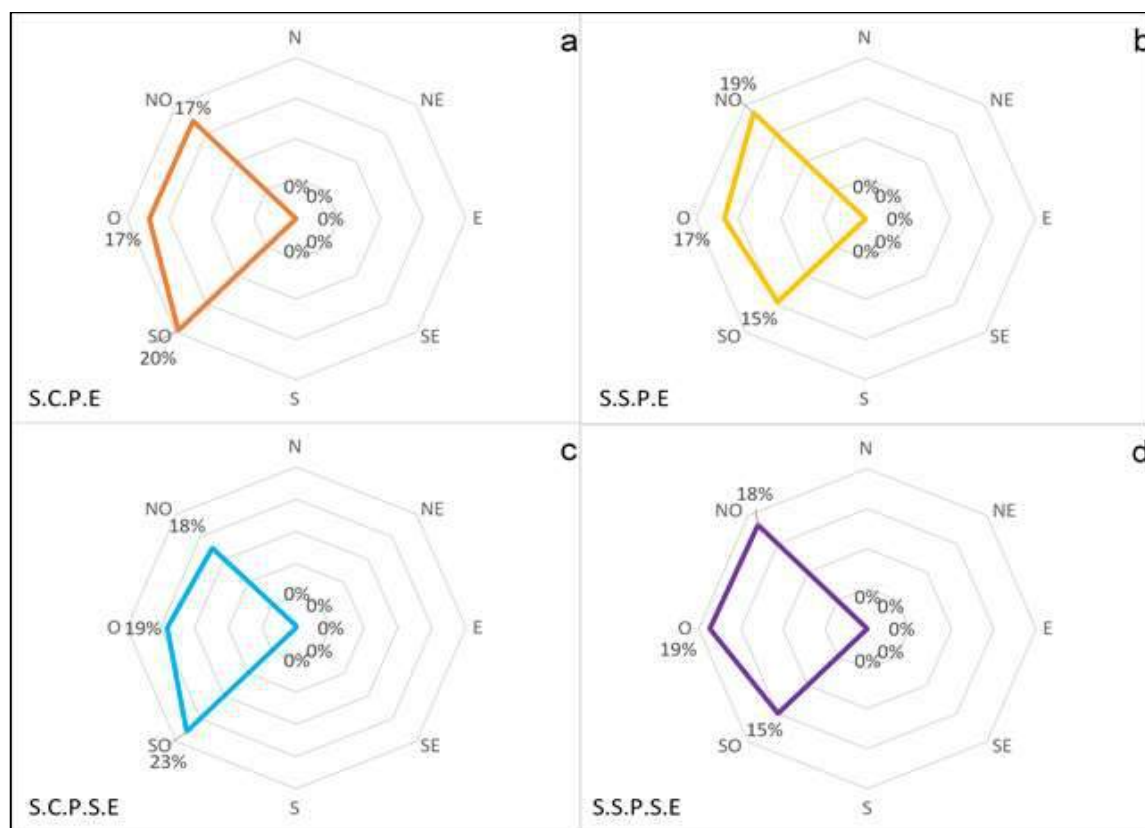 a
N
NO
17%
NE
0%
0%
O
17%
0%
E
0%
0%
SO
20%
SE
S
S.C.P.E
b
N
19%
NO
NE
0%
0%
O
17%
0%
E
0%
0%
15%
SO
SE
S
S.S.P.E
c
N
NO
18%
NE
0%
0%
O
19%
0%
E
0%
0%
SO
23%
SE
S
S.C.P.S.E
d
N
18%
NO
NE
0%
0%
O
19%
0%
E
0%
0%
15%
SO
SE
S
S.S.P.S.E